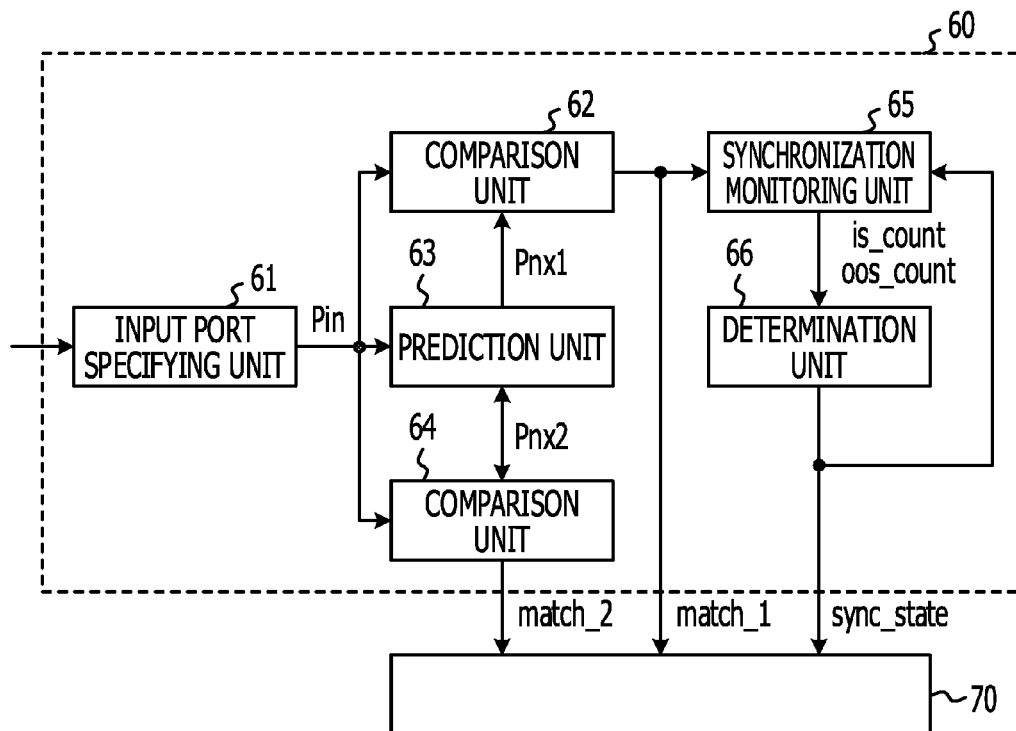 60
62
COMPARISON
UNIT
65
SYNCHRONIZATION
MONITORING UNIT
is_count
oos_count
Pnx1
63
66
61
INPUT PORT
SPECIFYING UNIT
Pin
PREDICTION UNIT
DETERMINATION
UNIT
64
Pnx2
COMPARISON
UNIT
match_2
match_1
sync_state
70